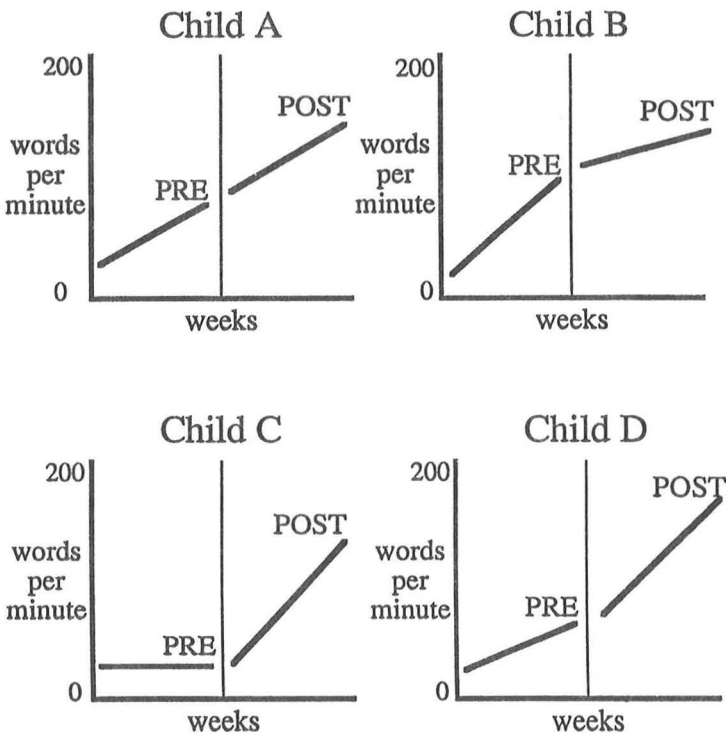 Child A
200
POST
words
per
minute
PRE
0
weeks
Child B
200
POST
words
per
minute
PRE
0
weeks
Child C
200
POST
words
per
minute
PRE
0
weeks
Child D
200
POST
words
per
minute
PRE
0
weeks